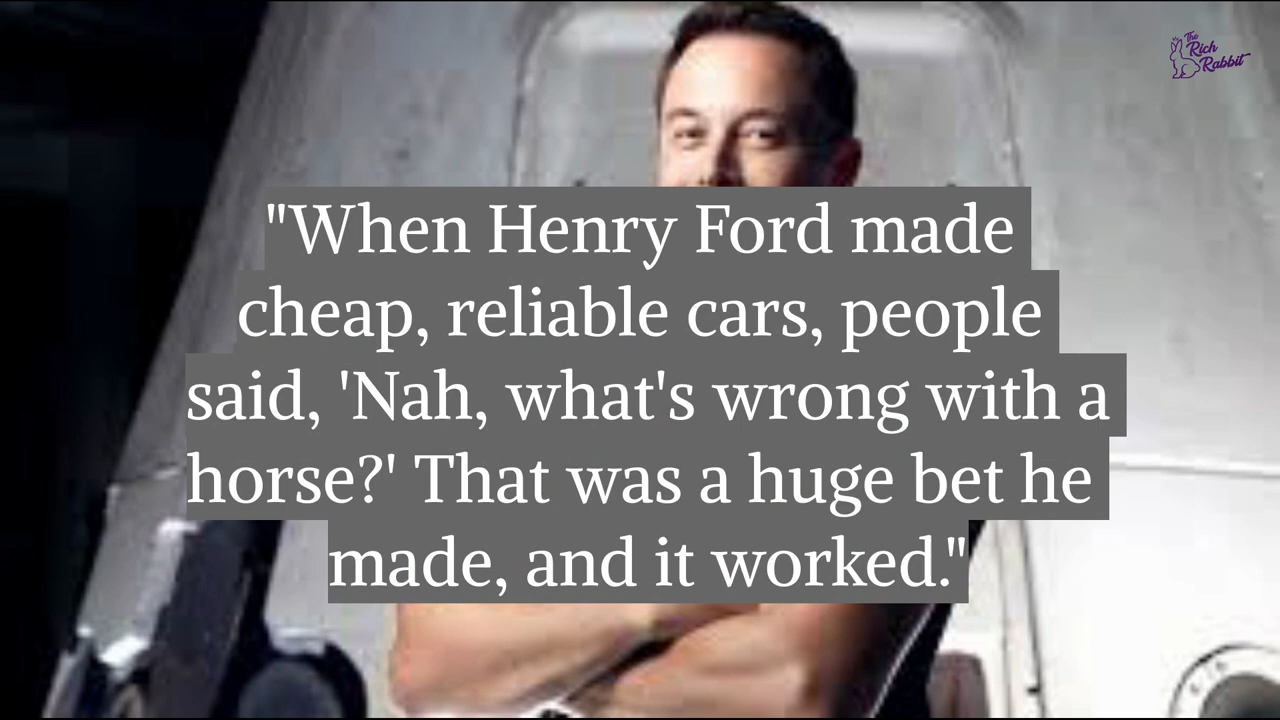 The
Rich
Rabbit
"When Henry Ford made
cheap, reliable cars, people
said, 'Nah, what's wrong with a
horse?' That was a huge bet he
made, and it worked."